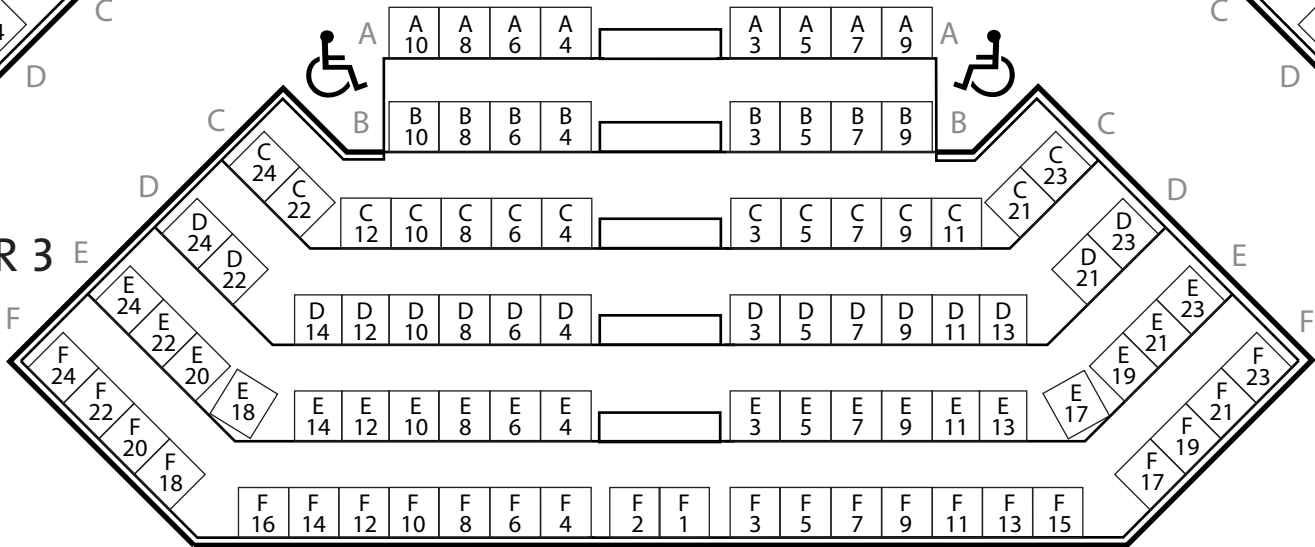 C
D
C
D
A
A 10 A 8 A 6 A 4
A 3 A 5 A 7 A 9
A
B
B 10 B 8 B 6 B 4
B 3 B 5 B 7 B 9
B
C
C 24 C 22
C 12 C 10 C 8 C 6 C 4
C 3 C 5 C 7 C 9 C 11
C 21 C 23
C
D
D 24 D 22
D 14 D 12 D 10 D 8 D 6 D 4
D 3 D 5 D 7 D 9 D 11 D 13
D 21 D 23
D
R 3
E
E 24 E 22 E 20 E 18
E 14 E 12 E 10 E 8 E 6 E 4
E 3 E 5 E 7 E 9 E 11 E 13
E 17 E 19 E 21 E 23
E
F
F 24 F 22 F 20 F 18
F 16 F 14 F 12 F 10 F 8 F 6 F 4
F 2 F 1
F 3 F 5 F 7 F 9 F 11 F 13 F 15
F 17 F 19 F 21 F 23
F